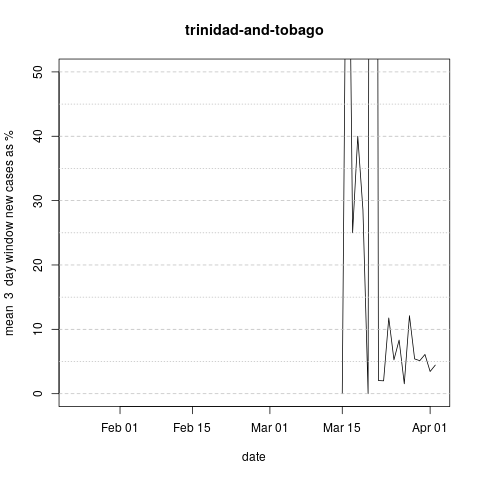 trinidad-and-tobago
mean 3 day window new cases as %
50
40
30
20
10
0
Feb 01
Feb 15
Mar 01
Mar 15
Apr 01
date